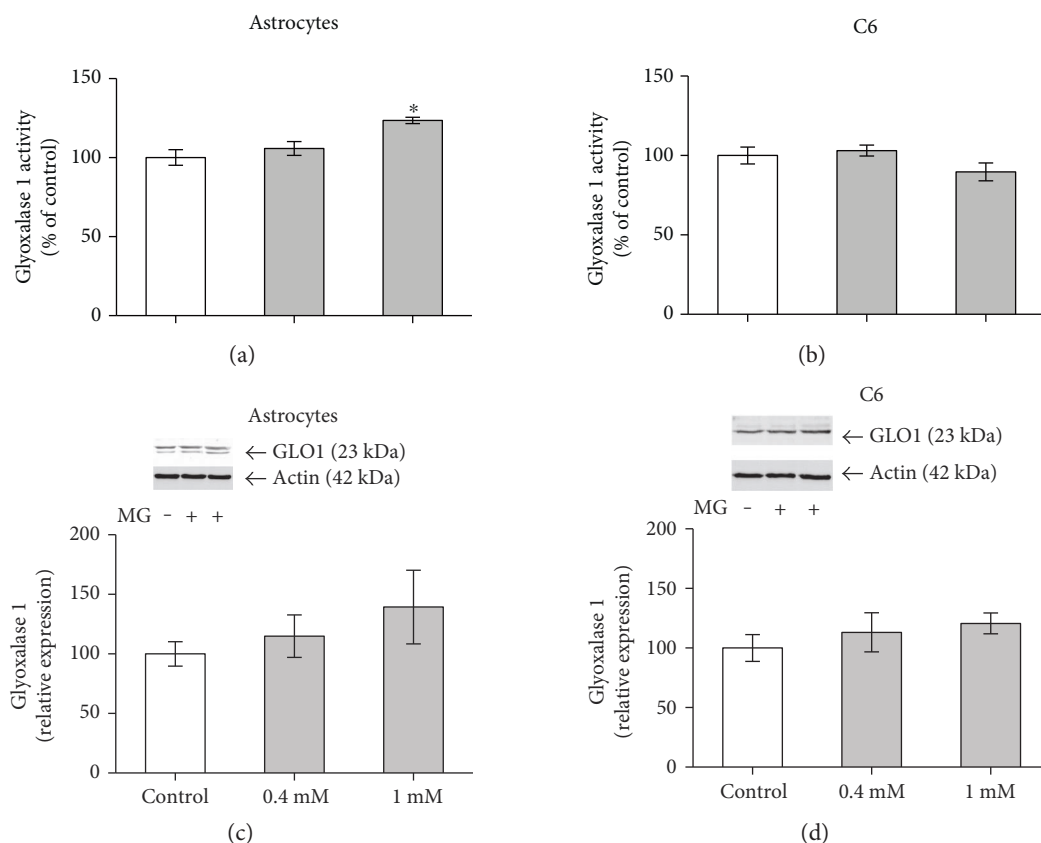 Astrocytes
Glyoxalase 1 activity
(% of control)
150
100
50
0
*
(a)
C6
Glyoxalase 1 activity
(% of control)
150
100
50
0
(b)
Astrocytes
← GLO1 (23 kDa)
← Actin (42 kDa)
MG - + +
Glyoxalase 1
(relative expression)
200
150
100
50
0
Control 0.4 mM 1 mM
(c)
C6
← GLO1 (23 kDa)
← Actin (42 kDa)
MG - + +
Glyoxalase 1
(relative expression)
200
150
100
50
0
Control 0.4 mM 1 mM
(d)